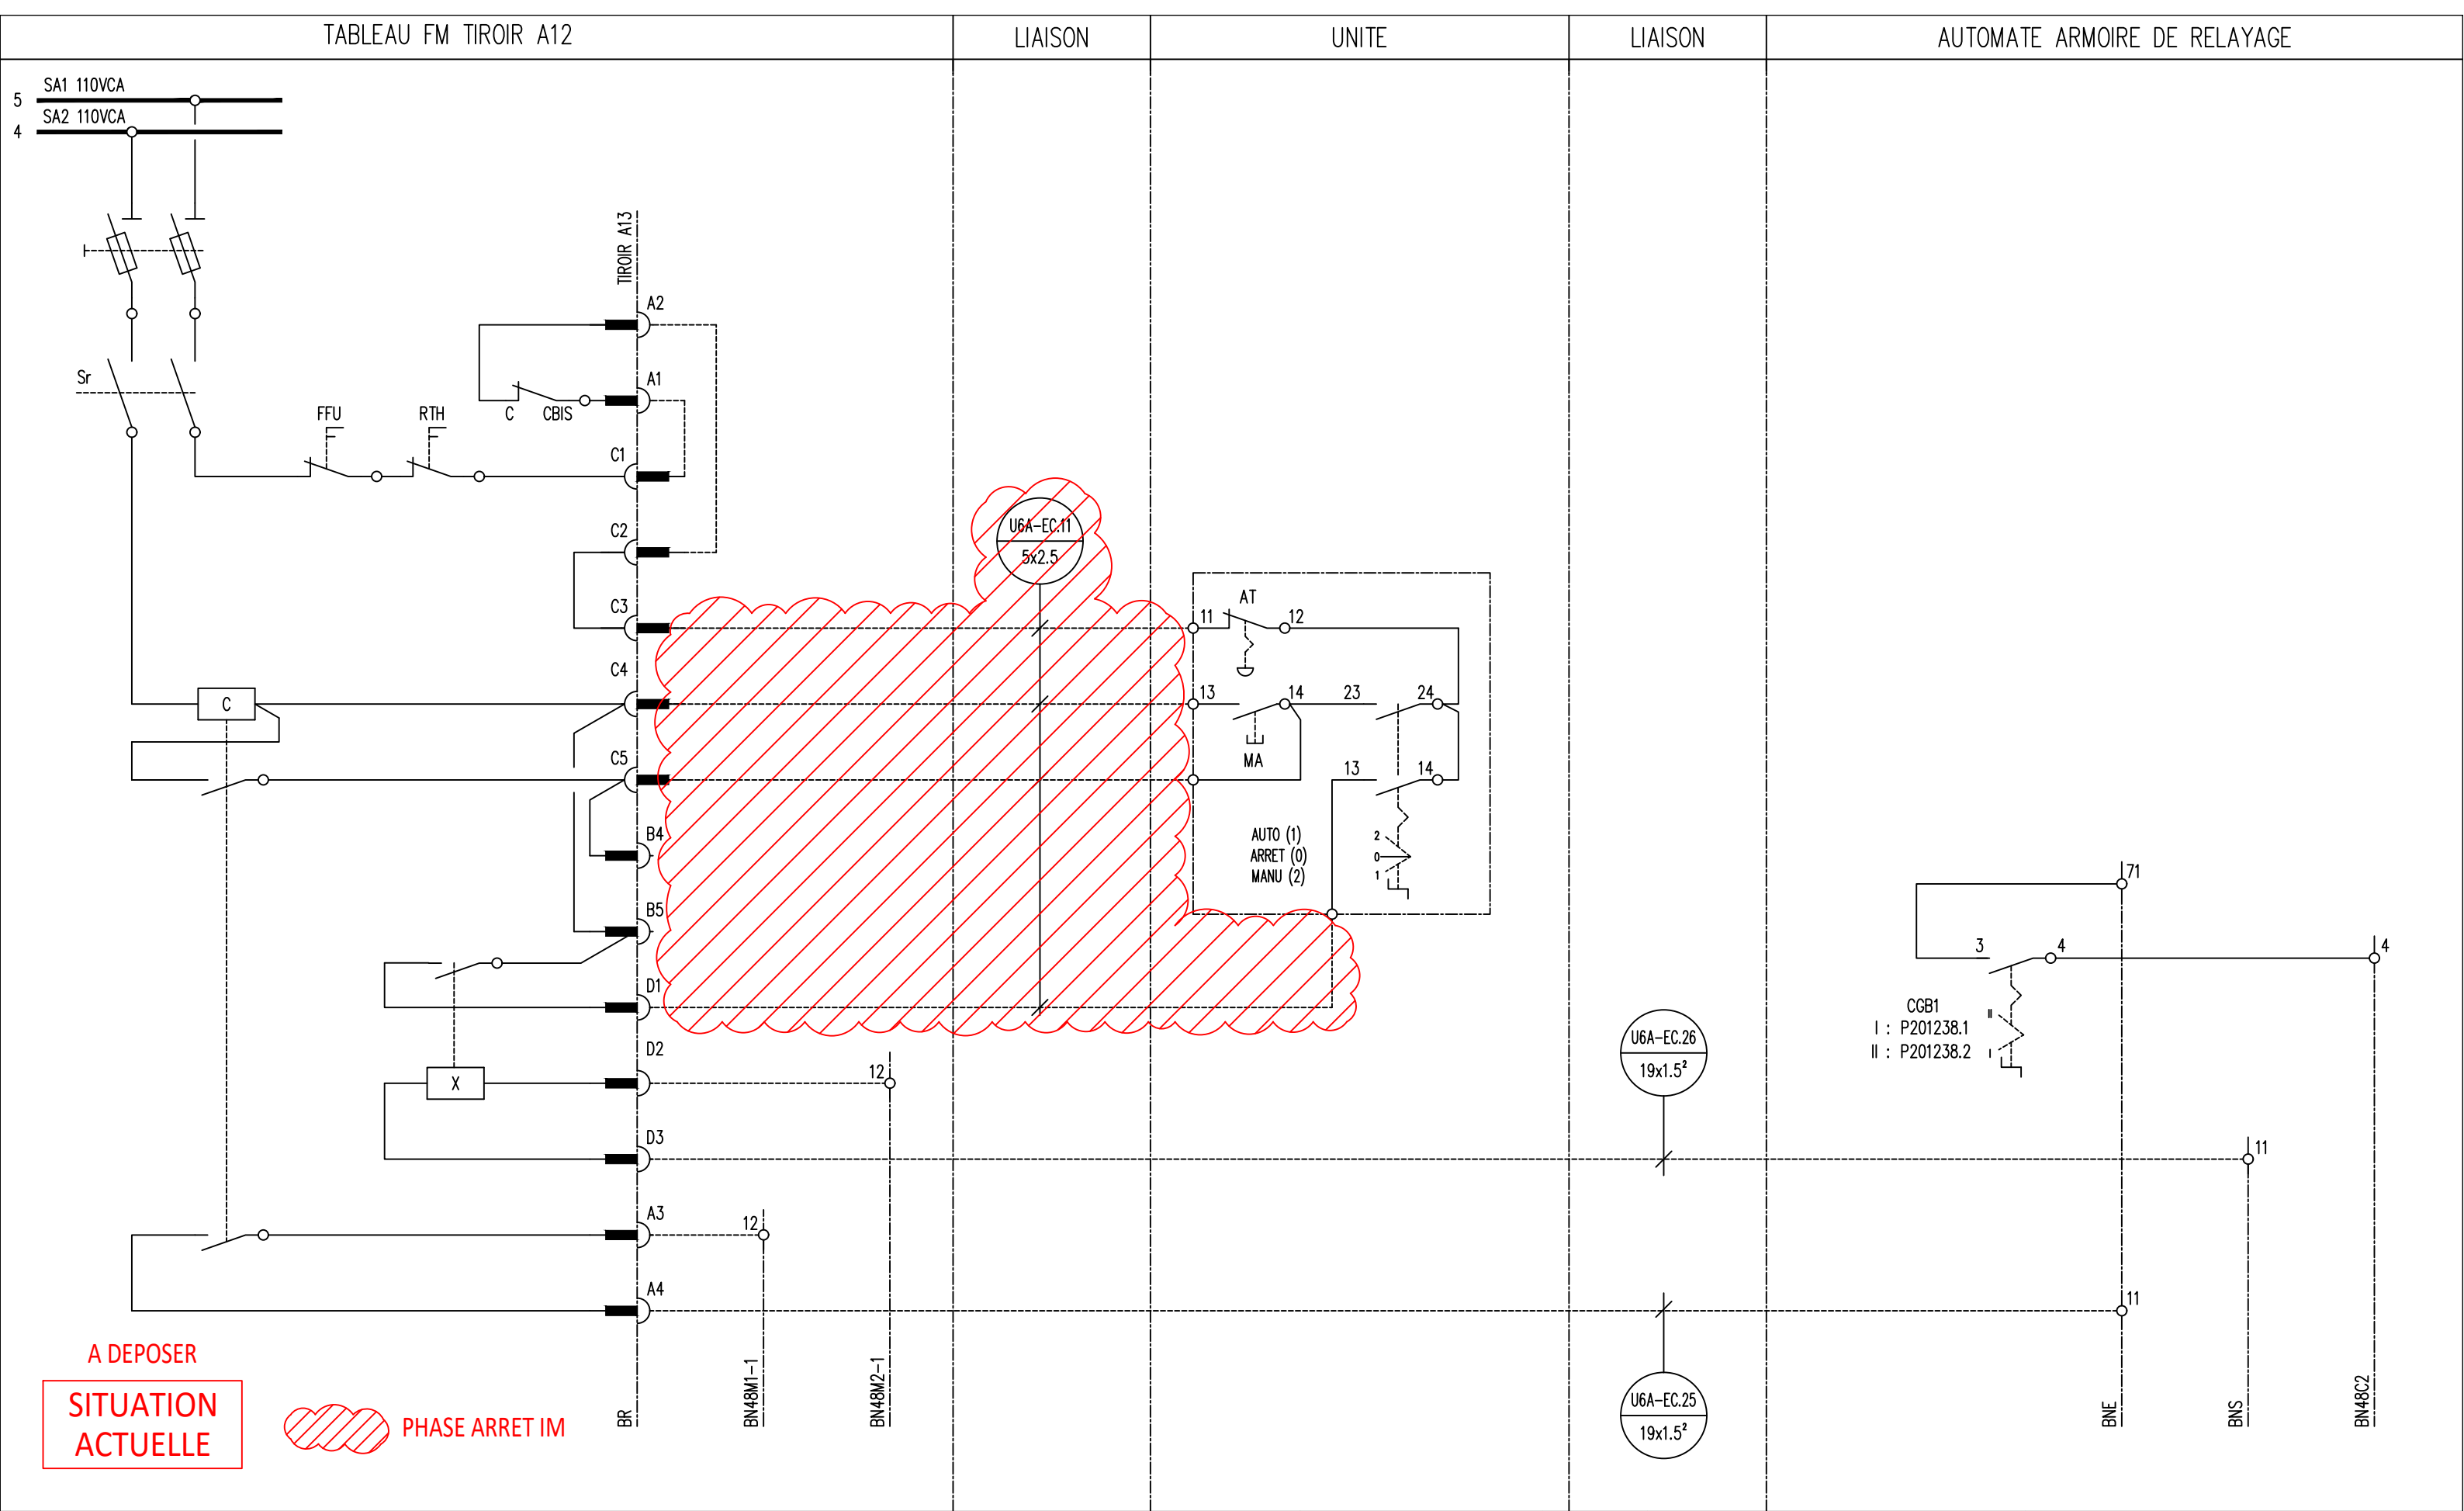 TABLEAU FM TIROIR A12
LIAISON
UNITE
LIAISON
AUTOMATE ARMOIRE DE RELAYAGE
5 SA1 110VCA
4 SA2 110VCA
TIROIR A13
A2
A1
Sr
C CBIS
FFU
RTH
C1
C2
U6A-EC.11
5x2.5
C3
11 AT 12
C4
C
13 14 23 24
MA
C5
13 14
B4
AUTO (1)
ARRET (0)
MANU (2)
2
0
1
B5
71
3 4
4
D1
CGB1
I : P201238.1
II : P201238.2
II
I
D2
X
12
U6A-EC.26
19x1.5²
D3
11
A3
12
A4
11
U6A-EC.25
19x1.5²
BR
BN48M1-1
BN48M2-1
BNE
BNS
BN48C2
A DEPOSER
SITUATION
ACTUELLE
PHASE ARRET IM